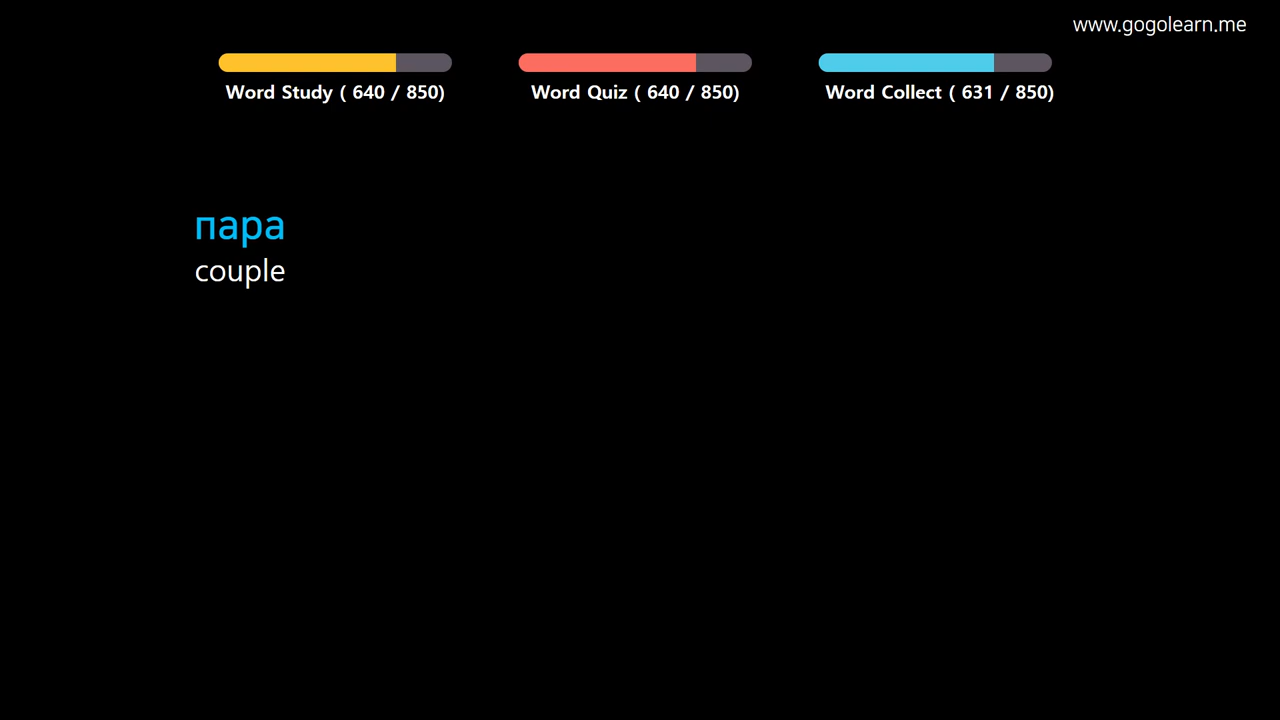 www.gogolearn.me
Word Study ( 640 / 850)
Word Quiz ( 640 / 850)
Word Collect ( 631 / 850)
пара
couple